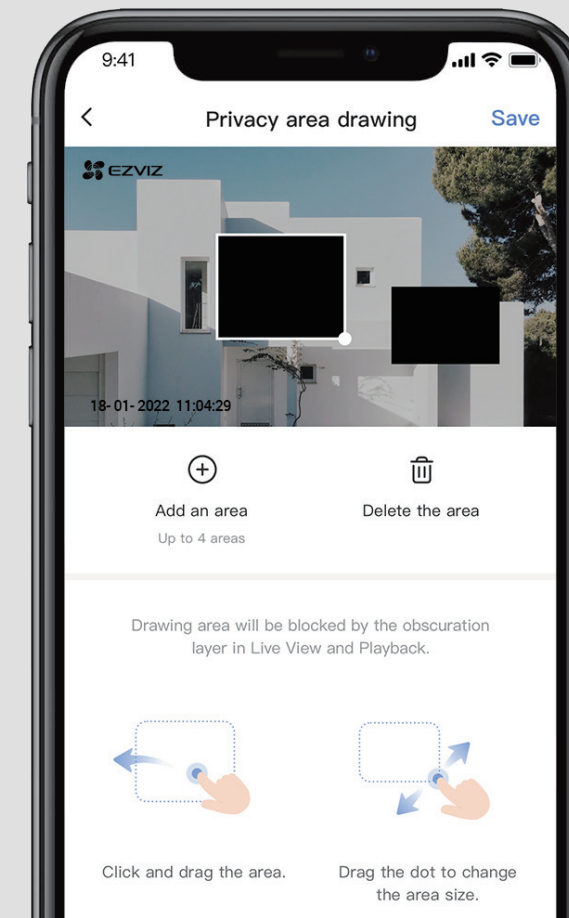 9:41
Privacy area drawing
Save
EZVIZ
18-01-2022 11:04:29
Add an area
Delete the area
Up to 4 areas
Drawing area will be blocked by the obscuration
layer in Live View and Playback.
Click and drag the area.
Drag the dot to change
the area size.